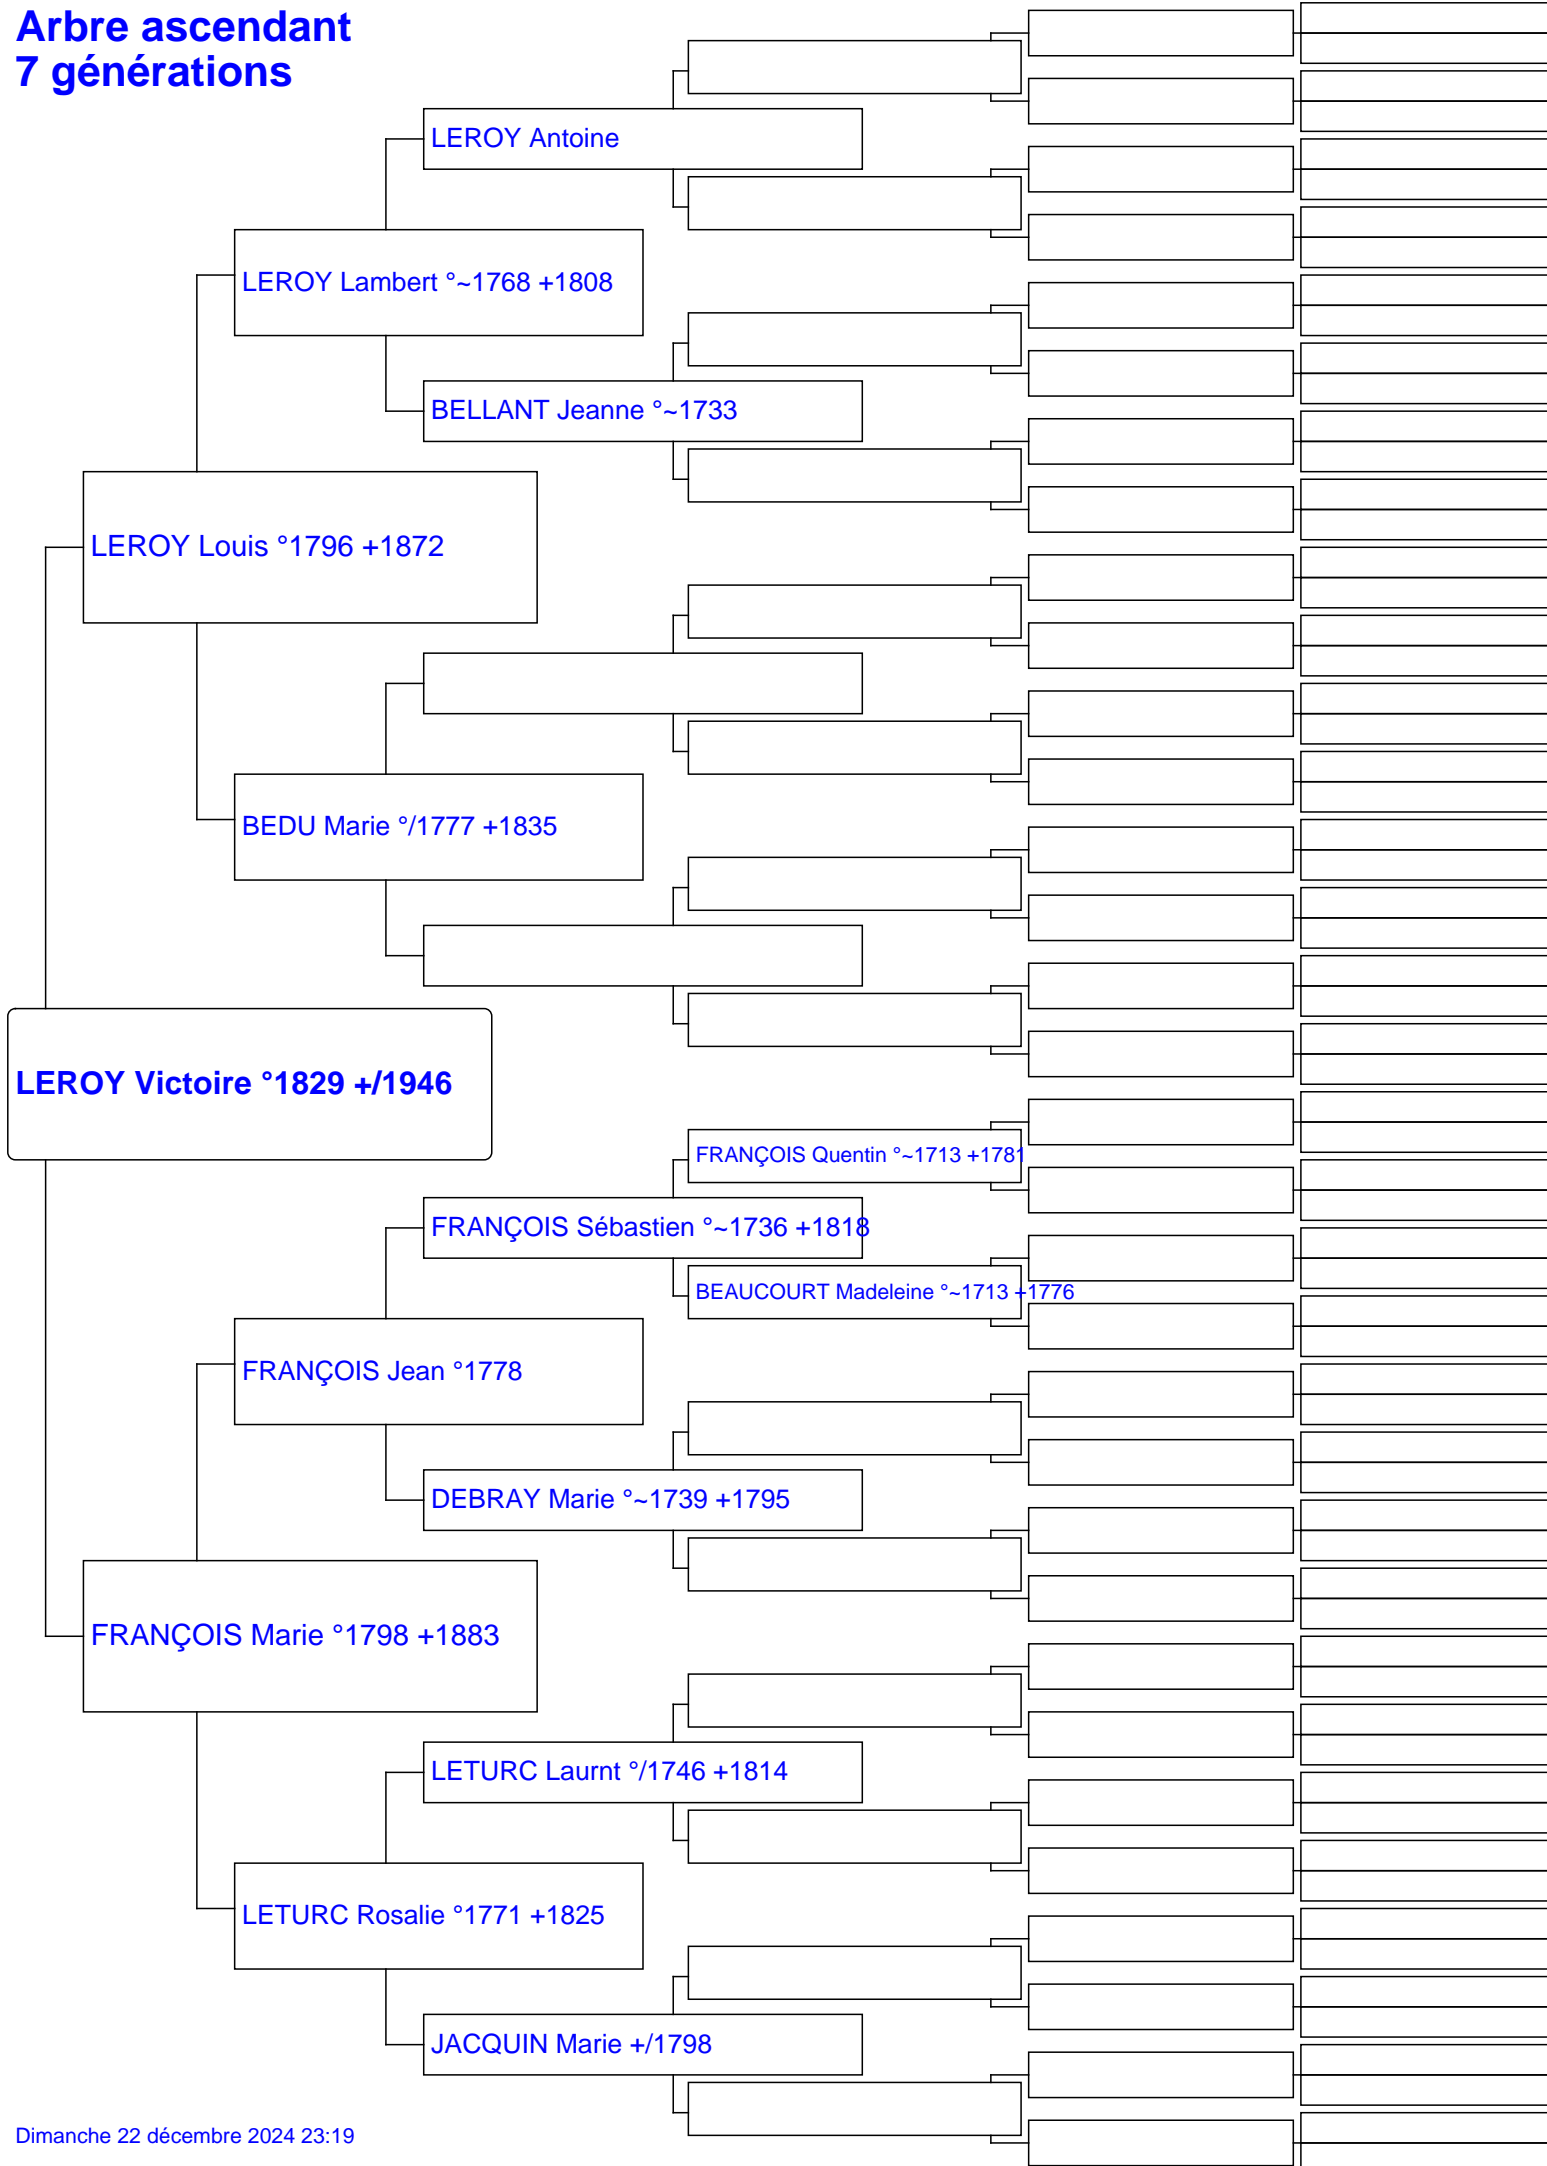 Arbre ascendant
7 générations
LEROY Antoine
LEROY Lambert °~1768 +1808
BELLANT Jeanne °~1733
LEROY Louis °1796 +1872
BEDU Marie °/1777 +1835
LEROY Victoire °1829 +/1946
FRANÇOIS Quentin °~1713 +1781
FRANÇOIS Sébastien °~1736 +1818
BEAUCOURT Madeleine °~1713 +1776
FRANÇOIS Jean °1778
DEBRAY Marie °~1739 +1795
FRANÇOIS Marie °1798 +1883
LETURC Laurnt °/1746 +1814
LETURC Rosalie °1771 +1825
JACQUIN Marie +/1798
Dimanche 22 décembre 2024 23:19